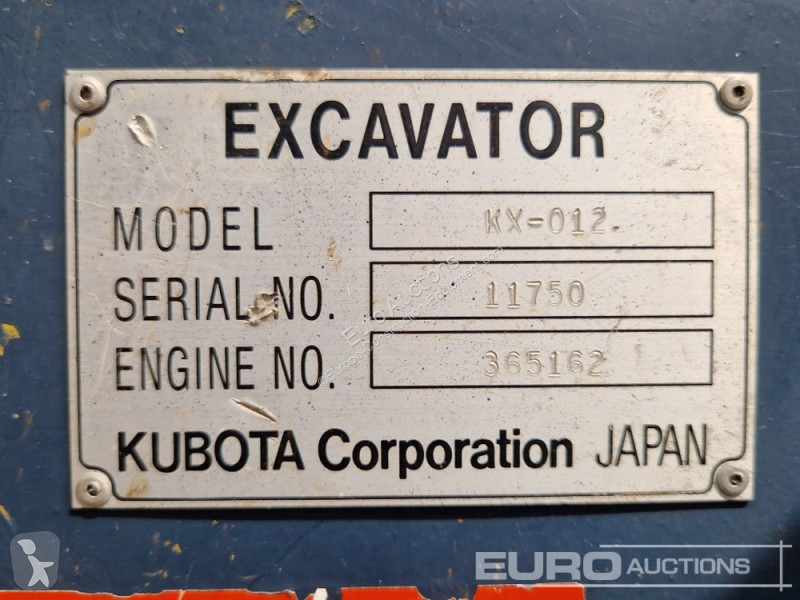 EXCAVATOR
MODEL KX-012
SERIAL NO. 11750
ENGINE NO. 365162
KUBOTA Corporation JAPAN
EURO AUCTIONS